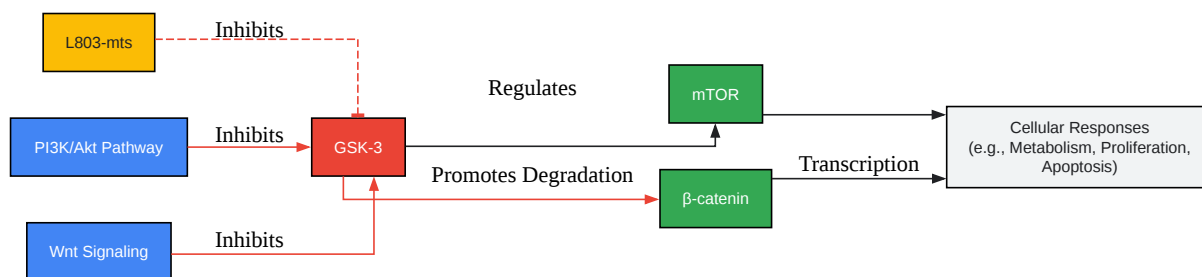 Inhibits
L803-mts
Regulates
mTOR
Cellular Responses
(e.g., Metabolism, Proliferation,
Apoptosis)
PI3K/Akt Pathway
Inhibits
GSK-3
Promotes Degradation
Transcription
β-catenin
Wnt Signaling
Inhibits